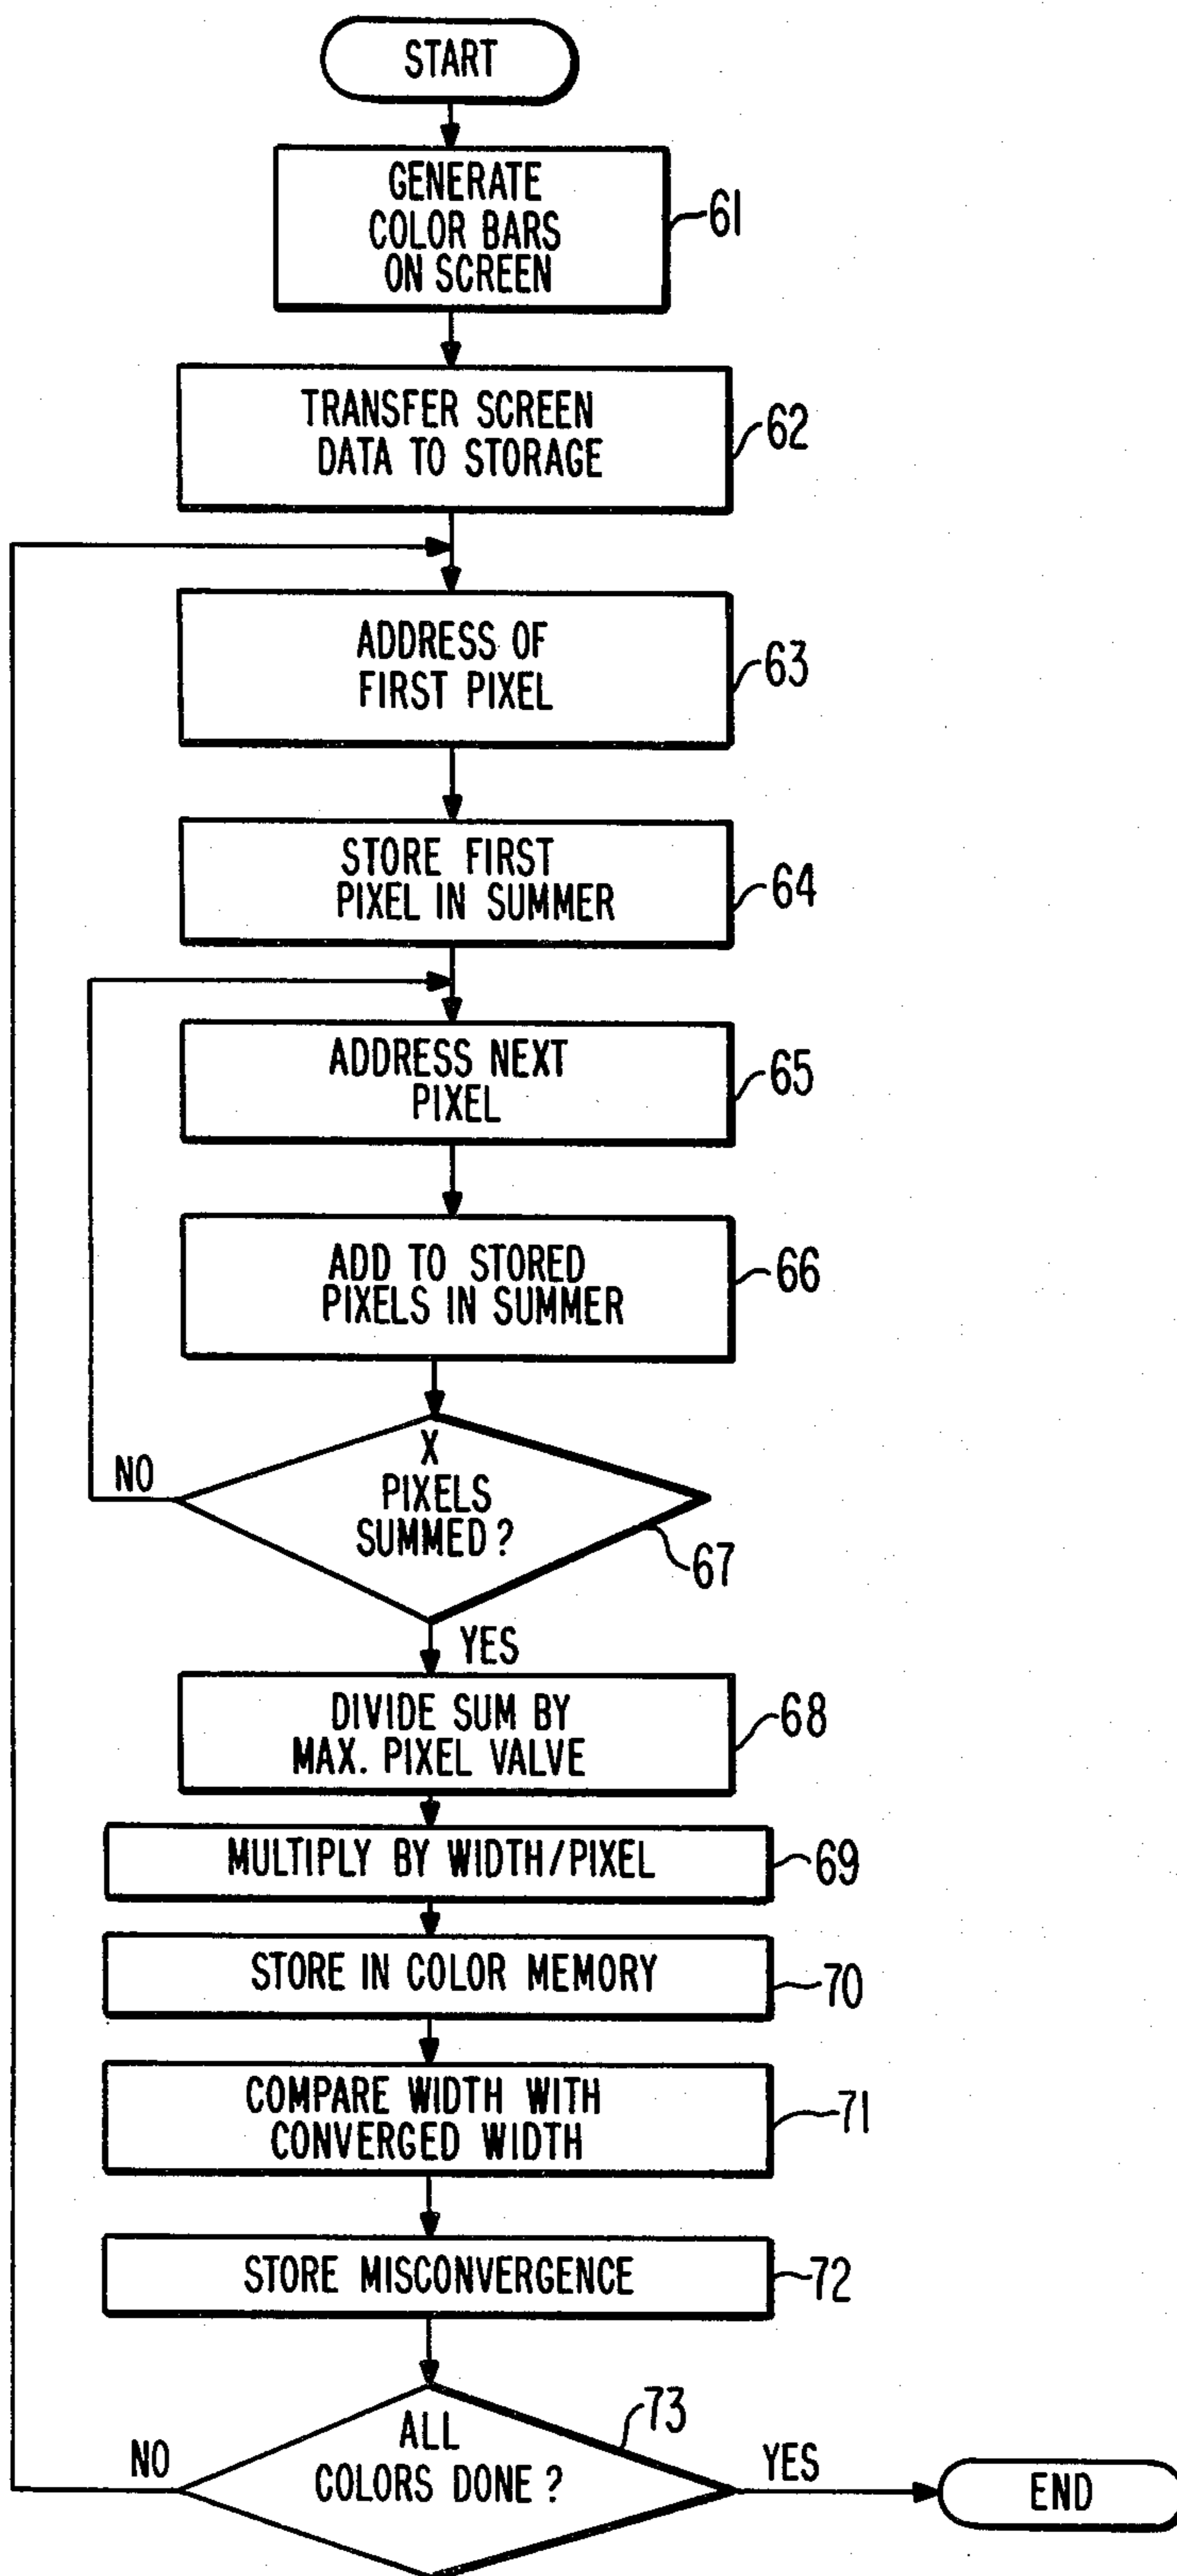 START
GENERATE
COLOR BARS
ON SCREEN
61
TRANSFER SCREEN
DATA TO STORAGE
62
ADDRESS OF
FIRST PIXEL
63
STORE FIRST
PIXEL IN SUMMER
64
ADDRESS NEXT
PIXEL
65
ADD TO STORED
PIXELS IN SUMMER
66
X
PIXELS
SUMMED?
67
NO
YES
DIVIDE SUM BY
MAX. PIXEL VALVE
68
MULTIPLY BY WIDTH/PIXEL
69
STORE IN COLOR MEMORY
70
COMPARE WIDTH WITH
CONVERGED WIDTH
71
STORE MISCONVERGENCE
72
ALL
COLORS DONE?
73
NO
YES
END